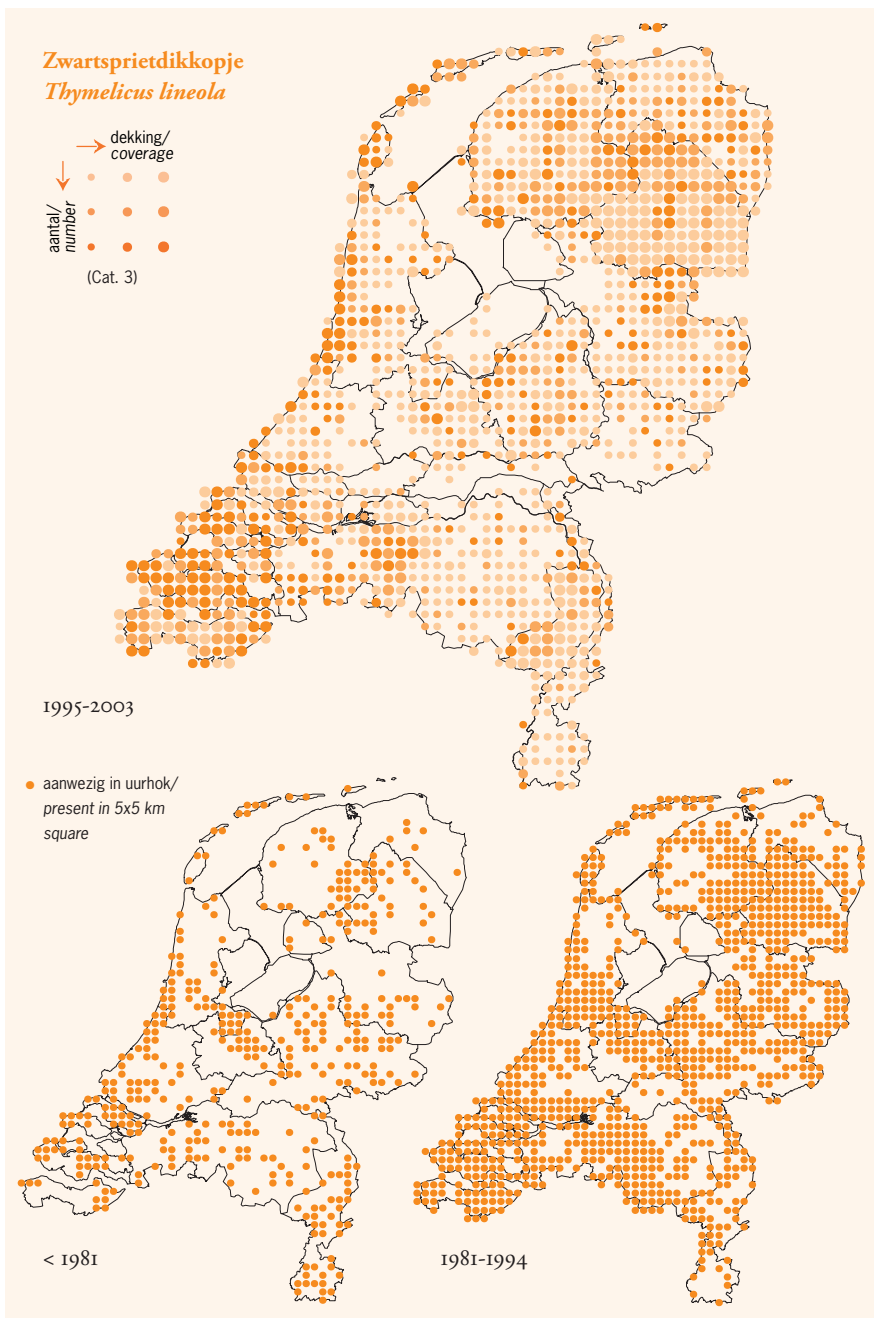 Zwartsprietdikkopje
Thymelicus lineola
dekking/
coverage
aantal/
number
(Cat. 3)
1995-2003
aanwezig in uurhok/
present in 5x5 km
square
< 1981
1981-1994